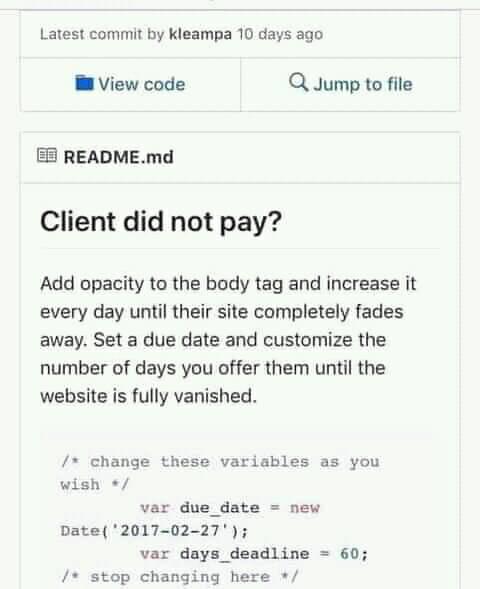 Latest commit by kleampa 10 days ago
View code
Jump to file
README.md
Client did not pay?
Add opacity to the body tag and increase it
every day until their site completely fades
away. Set a due date and customize the
number of days you offer them until the
website is fully vanished.
/* change these variables as you
wish */
var due_date = new
Date('2017-02-27');
var days_deadline = 60;
/* stop changing here */